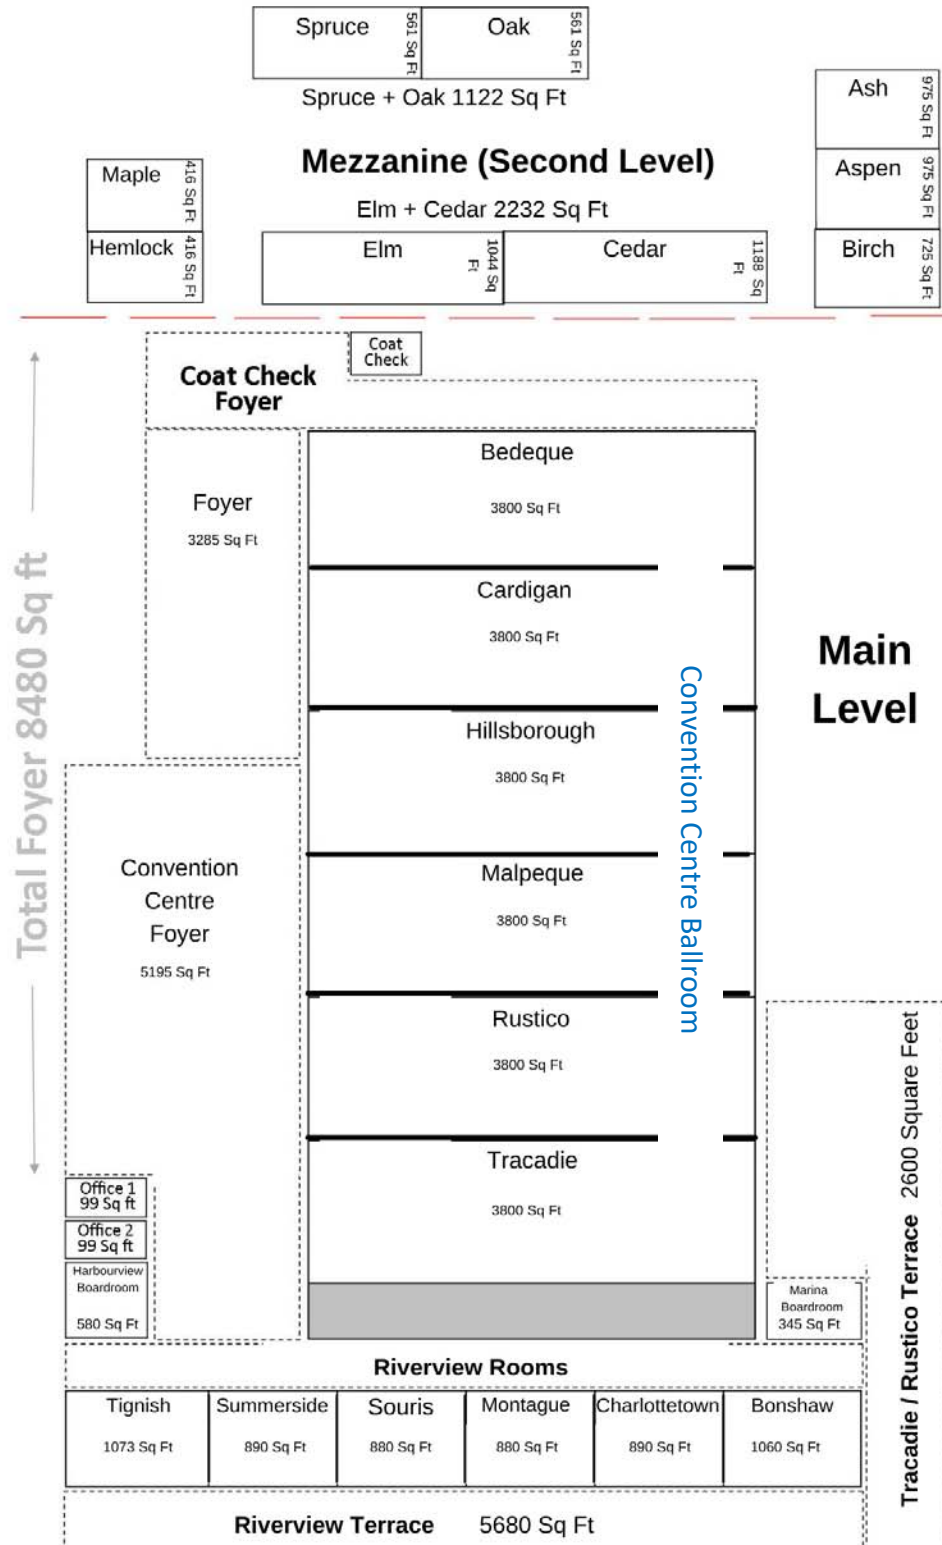 Spruce
561 Sq Ft
Oak
561 Sq Ft
Spruce + Oak 1122 Sq Ft
Ash
975 Sq Ft
Mezzanine (Second Level)
Aspen
975 Sq Ft
Maple
416 Sq Ft
Elm + Cedar 2232 Sq Ft
Hemlock
416 Sq Ft
Elm
1044 Sq
Ft
Cedar
1188 Sq
Ft
Birch
725 Sq Ft
Coat
Check
Coat Check
Foyer
Total Foyer 8480 Sq ft
Foyer
3285 Sq Ft
Bedeque
3800 Sq Ft
Cardigan
3800 Sq Ft
Main
Level
Hillsborough
3800 Sq Ft
Convention Centre Ballroom
Convention
Centre
Foyer
5195 Sq Ft
Malpeque
3800 Sq Ft
Rustico
3800 Sq Ft
Tracadie
3800 Sq Ft
Tracadie / Rustico Terrace 2600 Square Feet
Office 1
99 Sq ft
Office 2
99 Sq ft
Harbourview
Boardroom
580 Sq Ft
Marina
Boardroom
345 Sq Ft
Riverview Rooms
Tignish
1073 Sq Ft
Summerside
890 Sq Ft
Souris
880 Sq Ft
Montague
880 Sq Ft
Charlottetown
890 Sq Ft
Bonshaw
1060 Sq Ft
Riverview Terrace 5680 Sq Ft